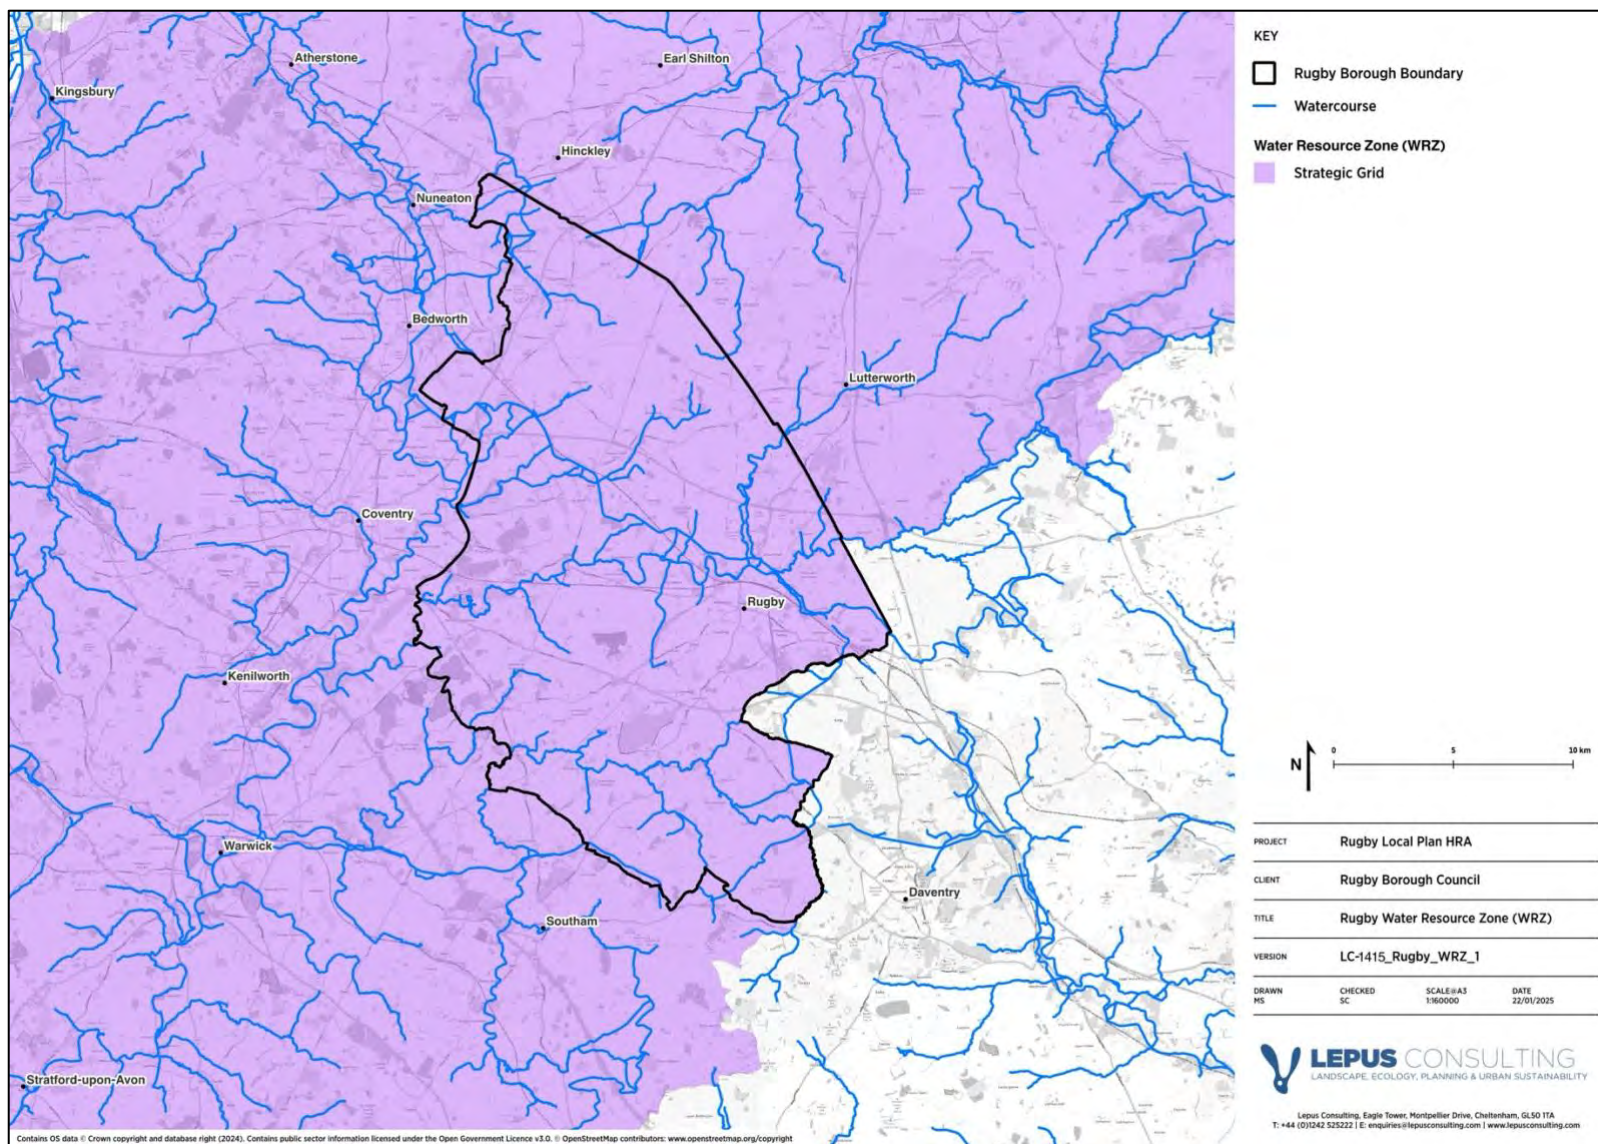 Atherstone
Earl Shilton
Kingsbury
Hinckley
Nuneaton
Bedworth
Lutterworth
Coventry
Rugby
Kenilworth
Warwick
Daventry
Southam
Stratford-upon-Avon
Contains OS data © Crown copyright and database right (2024). Contains public sector information licensed under the Open Government Licence v3.0. © OpenStreetMap contributors: www.openstreetmap.org/copyright
KEY
Rugby Borough Boundary
Watercourse
Water Resource Zone (WRZ)
Strategic Grid
N
0 5 10 km
PROJECT Rugby Local Plan HRA
CLIENT Rugby Borough Council
TITLE Rugby Water Resource Zone (WRZ)
VERSION LC-1415_Rugby_WRZ_1
DRAWN CHECKED SCALE@A3 DATE
MS SC 1:160000 22/01/2025
LEPUS CONSULTING
LANDSCAPE, ECOLOGY, PLANNING & URBAN SUSTAINABILITY
Lepus Consulting, Eagle Tower, Montpellier Drive, Cheltenham, GL50 1TA
T: +44 (0)1242 525222 | E: enquiries@lepusconsulting.com | www.lepusconsulting.com